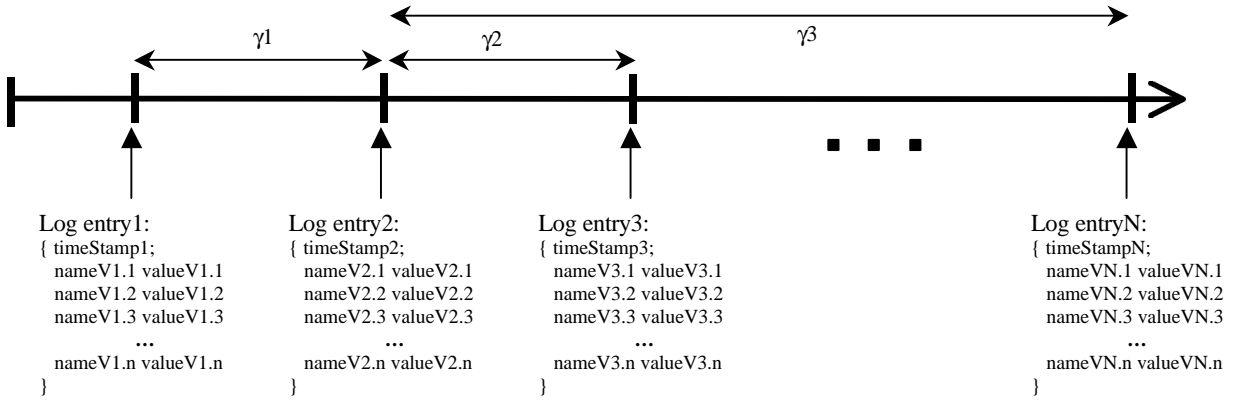 γ1
γ2
γ3
Log entry1:
{ timeStamp1;
nameV1.1 valueV1.1
nameV1.2 valueV1.2
nameV1.3 valueV1.3
...
nameV1.n valueV1.n
}
Log entry2:
{ timeStamp2;
nameV2.1 valueV2.1
nameV2.2 valueV2.2
nameV2.3 valueV2.3
...
nameV2.n valueV2.n
}
Log entry3:
{ timeStamp3;
nameV3.1 valueV3.1
nameV3.2 valueV3.2
nameV3.3 valueV3.3
...
nameV3.n valueV3.n
}
Log entryN:
{ timeStampN;
nameVN.1 valueVN.1
nameVN.2 valueVN.2
nameVN.3 valueVN.3
...
nameVN.n valueVN.n
}